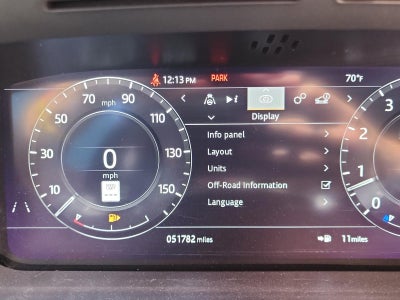 12:13 PM PARK 70°F
Display
Info panel
Layout
Units
Off-Road Information
Language
70 90
50 110
mph
30 130
0
mph
10 150
3
2
1
0
051782 miles
11 miles